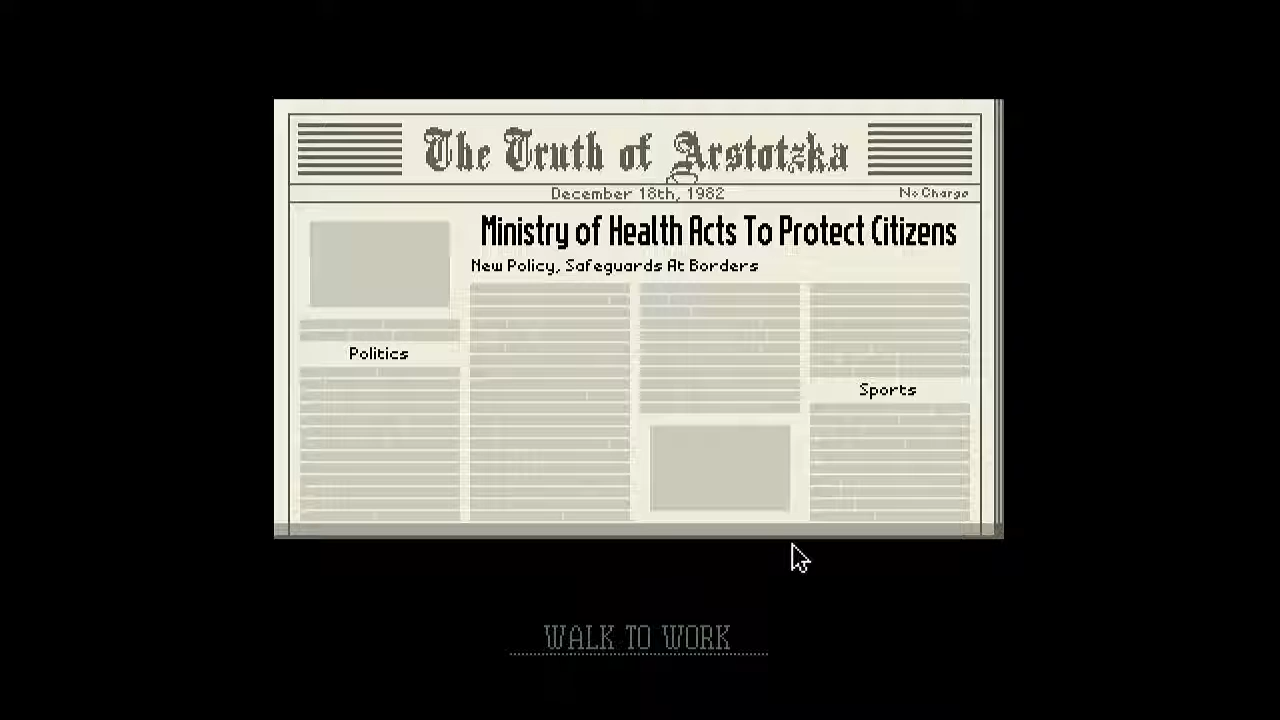 The Truth of Arstotzka
December 18th, 1982
No Charge
Ministry of Health Acts To Protect Citizens
New Policy, Safeguards At Borders
Politics
Sports
WALK TO WORK